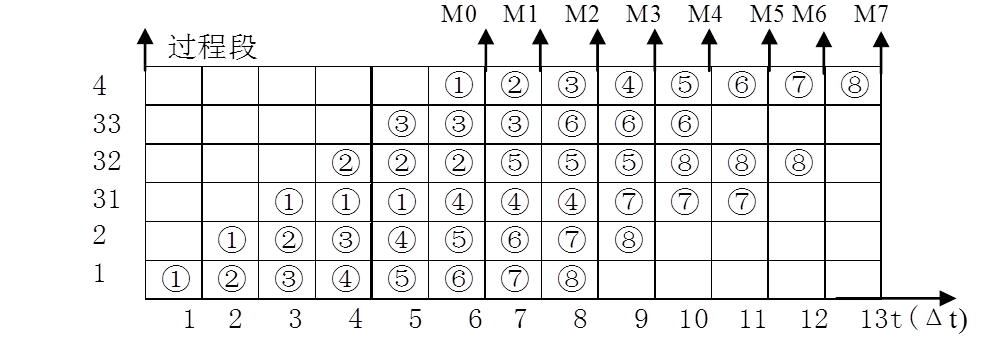 M0 M1 M2 M3 M4 M5 M6 M7
过程段
4 ① ② ③ ④ ⑤ ⑥ ⑦ ⑧
33 ③ ③ ③ ⑥ ⑥ ⑥
32 ② ② ② ⑤ ⑤ ⑤ ⑧ ⑧ ⑧
31 ① ① ① ④ ④ ④ ⑦ ⑦ ⑦
2 ① ② ③ ④ ⑤ ⑥ ⑦ ⑧
1 ① ② ③ ④ ⑤ ⑥ ⑦ ⑧
1 2 3 4 5 6 7 8 9 10 11 12 13t(Δt)